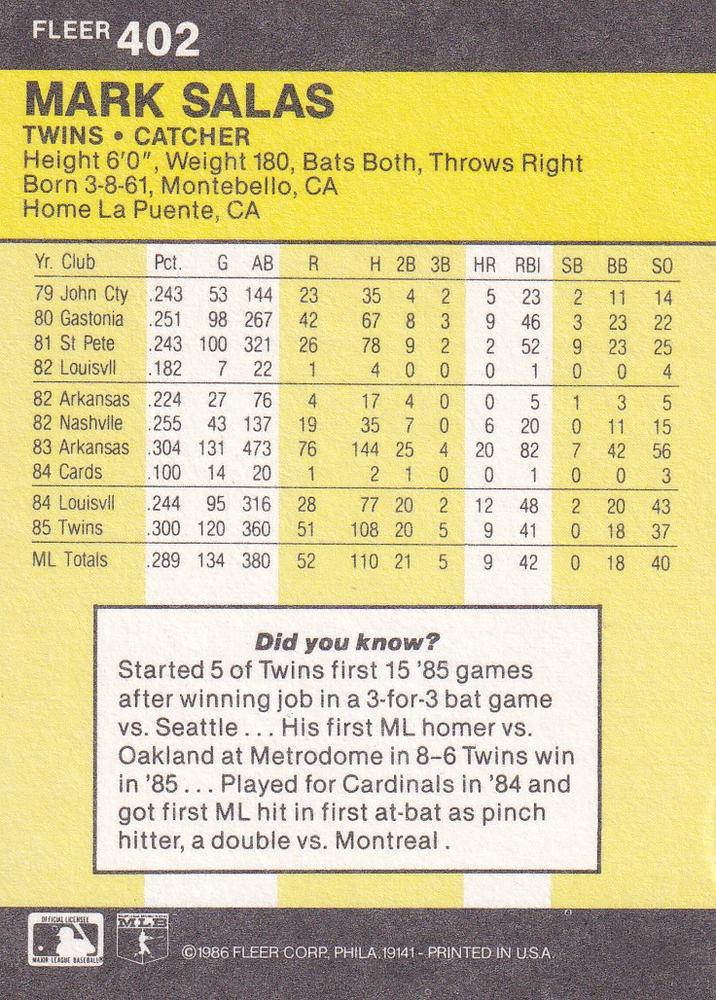 FLEER 402
MARK SALAS
TWINS • CATCHER
Height 6'0", Weight 180, Bats Both, Throws Right
Born 3-8-61, Montebello, CA
Home La Puente, CA
Yr. Club Pct. G AB R H 2B 3B HR RBI SB BB SO
79 John Cty .243 53 144 23 35 4 2 5 23 2 11 14
80 Gastonia .251 98 267 42 67 8 3 9 46 3 23 22
81 St Pete .243 100 321 26 78 9 2 2 52 9 23 25
82 Louisvll .182 7 22 1 4 0 0 0 1 0 0 4
82 Arkansas .224 27 76 4 17 4 0 0 5 1 3 5
82 Nashvlle .255 43 137 19 35 7 0 6 20 0 11 15
83 Arkansas .304 131 473 76 144 25 4 20 82 7 42 56
84 Cards .100 14 20 1 2 1 0 0 1 0 0 3
84 Louisvll .244 95 316 28 77 20 2 12 48 2 20 43
85 Twins .300 120 360 51 108 20 5 9 41 0 18 37
ML Totals .289 134 380 52 110 21 5 9 42 0 18 40
Did you know?
Started 5 of Twins first 15 '85 games
after winning job in a 3-for-3 bat game
vs. Seattle . . . His first ML homer vs.
Oakland at Metrodome in 8–6 Twins win
in '85 . . . Played for Cardinals in '84 and
got first ML hit in first at-bat as pinch
hitter, a double vs. Montreal .
OFFICIAL LICENSEE
MAJOR LEAGUE BASEBALL
©1986 FLEER CORP., PHILA. 19141 - PRINTED IN U.S.A.